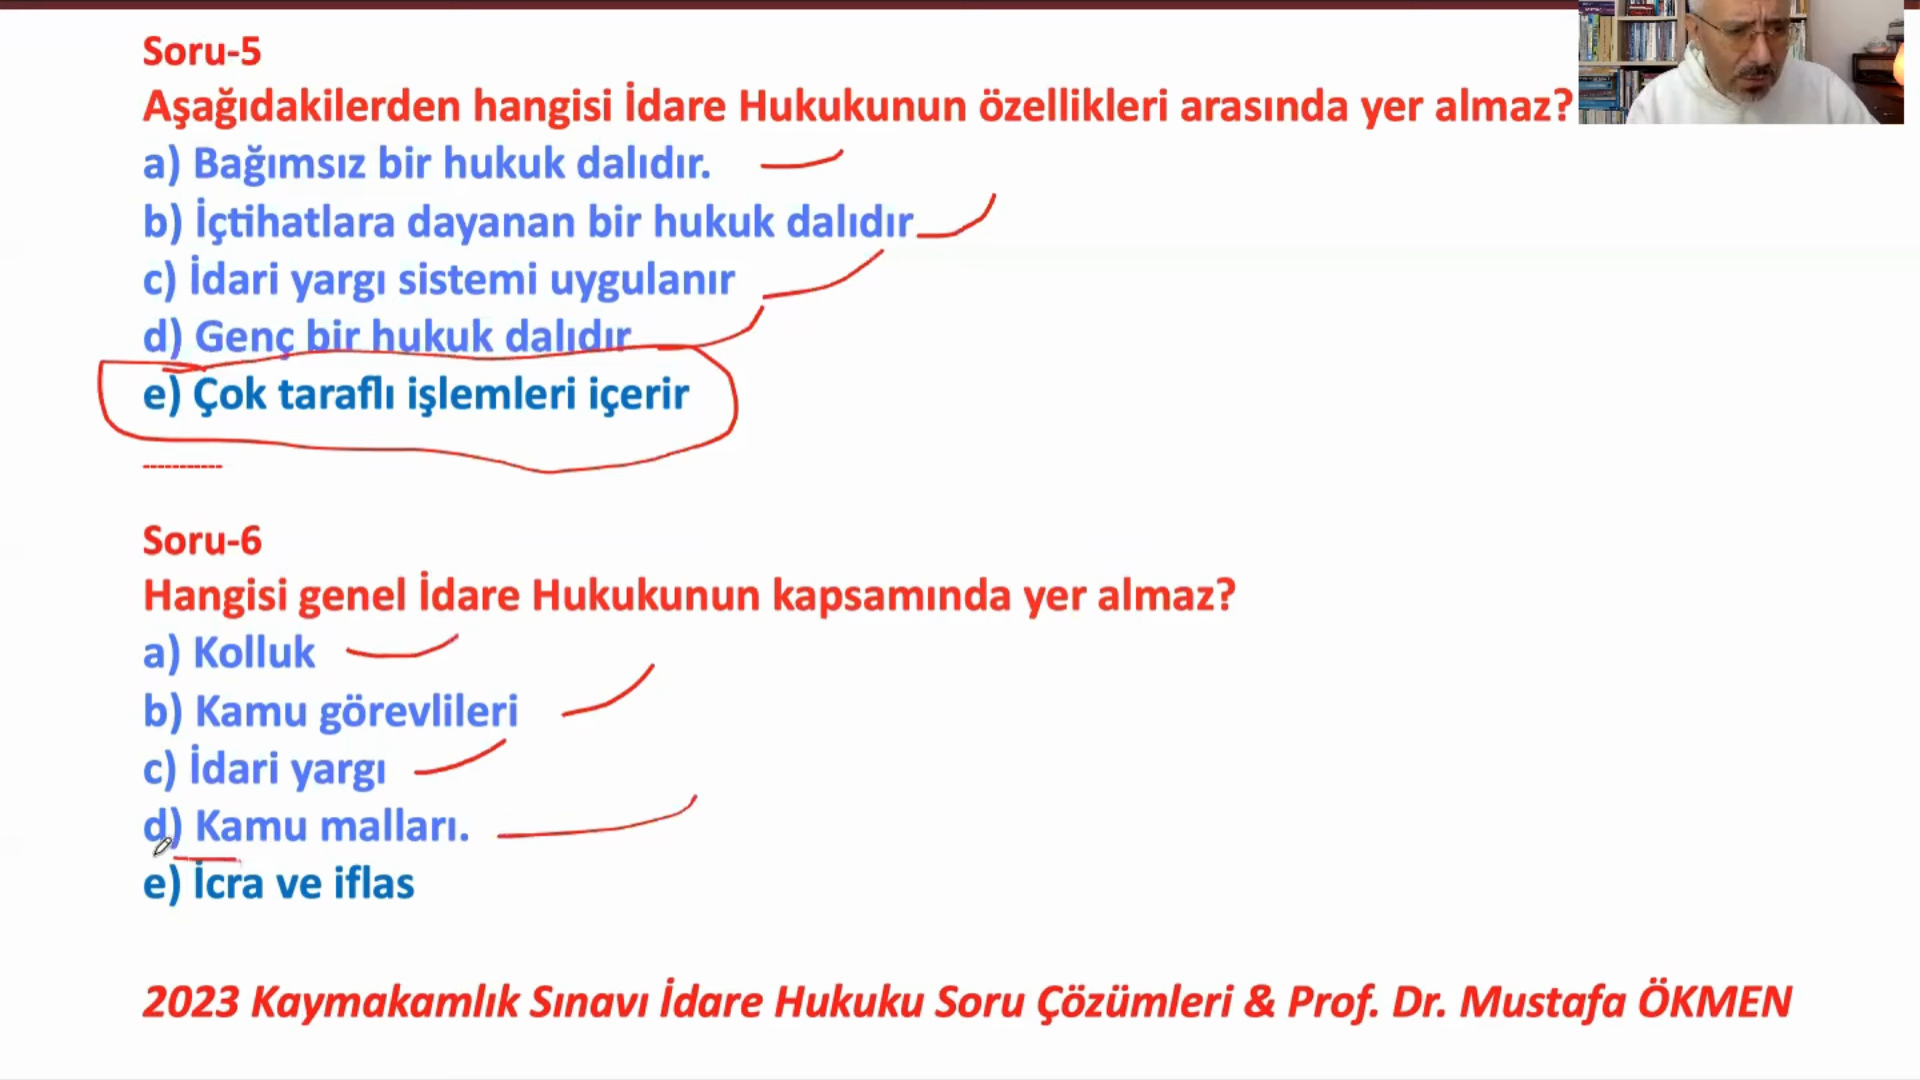 Soru-5
Aşağıdakilerden hangisi İdare Hukukunun özellikleri arasında yer almaz?
a) Bağımsız bir hukuk dalıdır.
b) İçtihatlara dayanan bir hukuk dalıdır
c) İdari yargı sistemi uygulanır
d) Genç bir hukuk dalıdır
e) Çok taraflı işlemleri içerir
-----------
Soru-6
Hangisi genel İdare Hukukunun kapsamında yer almaz?
a) Kolluk
b) Kamu görevlileri
c) İdari yargı
d) Kamu malları.
e) İcra ve iflas
2023 Kaymakamlık Sınavı İdare Hukuku Soru Çözümleri & Prof. Dr. Mustafa ÖKMEN